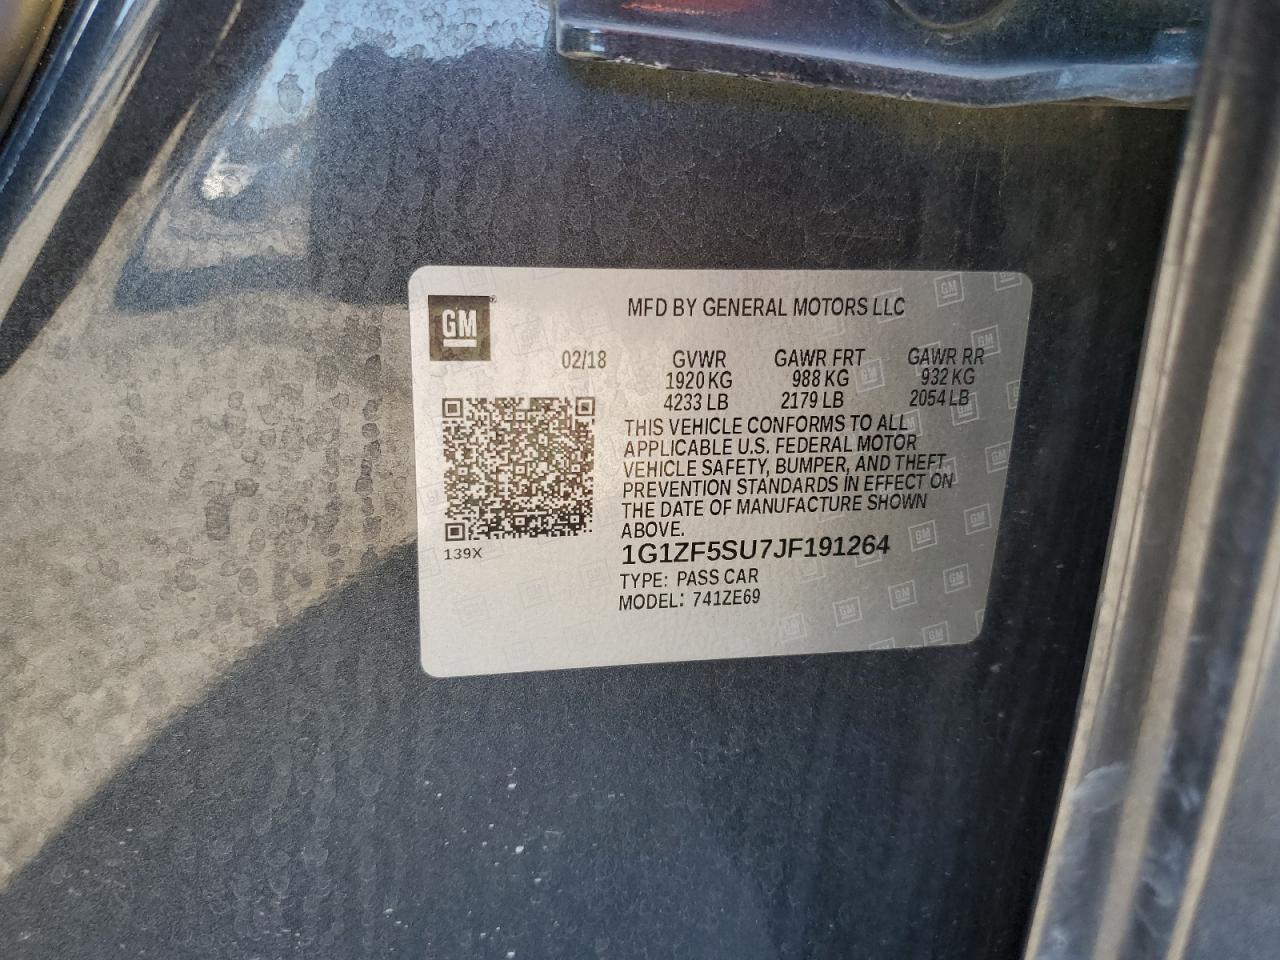 GM
MFD BY GENERAL MOTORS LLC
02/18 GVWR GAWR FRT GAWR RR
1920 KG 988 KG 932 KG
4233 LB 2179 LB 2054 LB
THIS VEHICLE CONFORMS TO ALL
APPLICABLE U.S. FEDERAL MOTOR
VEHICLE SAFETY, BUMPER, AND THEFT
PREVENTION STANDARDS IN EFFECT ON
THE DATE OF MANUFACTURE SHOWN
ABOVE.
139X
1G1ZF5SU7JF191264
TYPE: PASS CAR
MODEL: 741ZE69